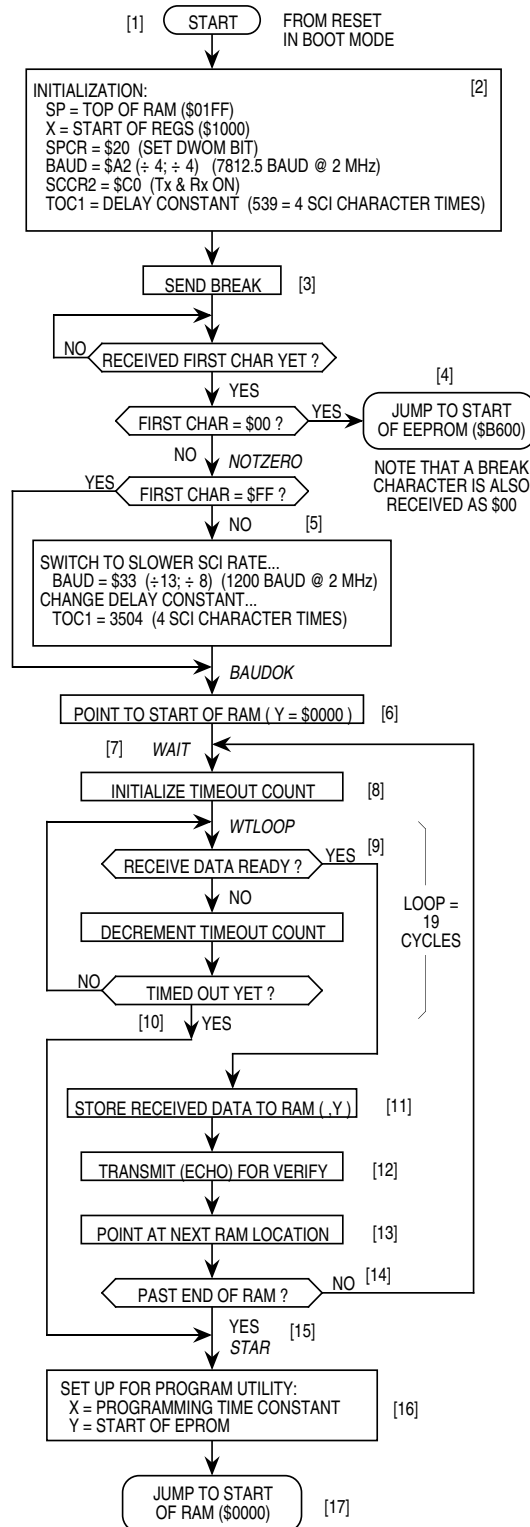 [1] START
FROM RESET
IN BOOT MODE
[2]
INITIALIZATION:
SP = TOP OF RAM ($01FF)
X = START OF REGS ($1000)
SPCR = $20 (SET DWOM BIT)
BAUD = $A2 (÷ 4; ÷ 4) (7812.5 BAUD @ 2 MHz)
SCCR2 = $C0 (Tx & Rx ON)
TOC1 = DELAY CONSTANT (539 = 4 SCI CHARACTER TIMES)
SEND BREAK [3]
NO
RECEIVED FIRST CHAR YET ?
YES
[4]
FIRST CHAR = $00 ?
YES
JUMP TO START
OF EEPROM ($B600)
NOTE THAT A BREAK
CHARACTER IS ALSO
RECEIVED AS $00
NO NOTZERO
YES
FIRST CHAR = $FF ?
NO [5]
SWITCH TO SLOWER SCI RATE...
BAUD = $33 (÷13; ÷ 8) (1200 BAUD @ 2 MHz)
CHANGE DELAY CONSTANT...
TOC1 = 3504 (4 SCI CHARACTER TIMES)
BAUDOK
POINT TO START OF RAM ( Y = $0000 ) [6]
[7] WAIT
INITIALIZE TIMEOUT COUNT [8]
WTLOOP
RECEIVE DATA READY ? YES [9]
NO
LOOP =
19
CYCLES
DECREMENT TIMEOUT COUNT
NO
TIMED OUT YET ?
[10] YES
STORE RECEIVED DATA TO RAM ( ,Y ) [11]
TRANSMIT (ECHO) FOR VERIFY [12]
POINT AT NEXT RAM LOCATION [13]
PAST END OF RAM ? NO [14]
YES [15]
STAR
SET UP FOR PROGRAM UTILITY:
X = PROGRAMMING TIME CONSTANT
Y = START OF EPROM
[16]
JUMP TO START
OF RAM ($0000)
[17]